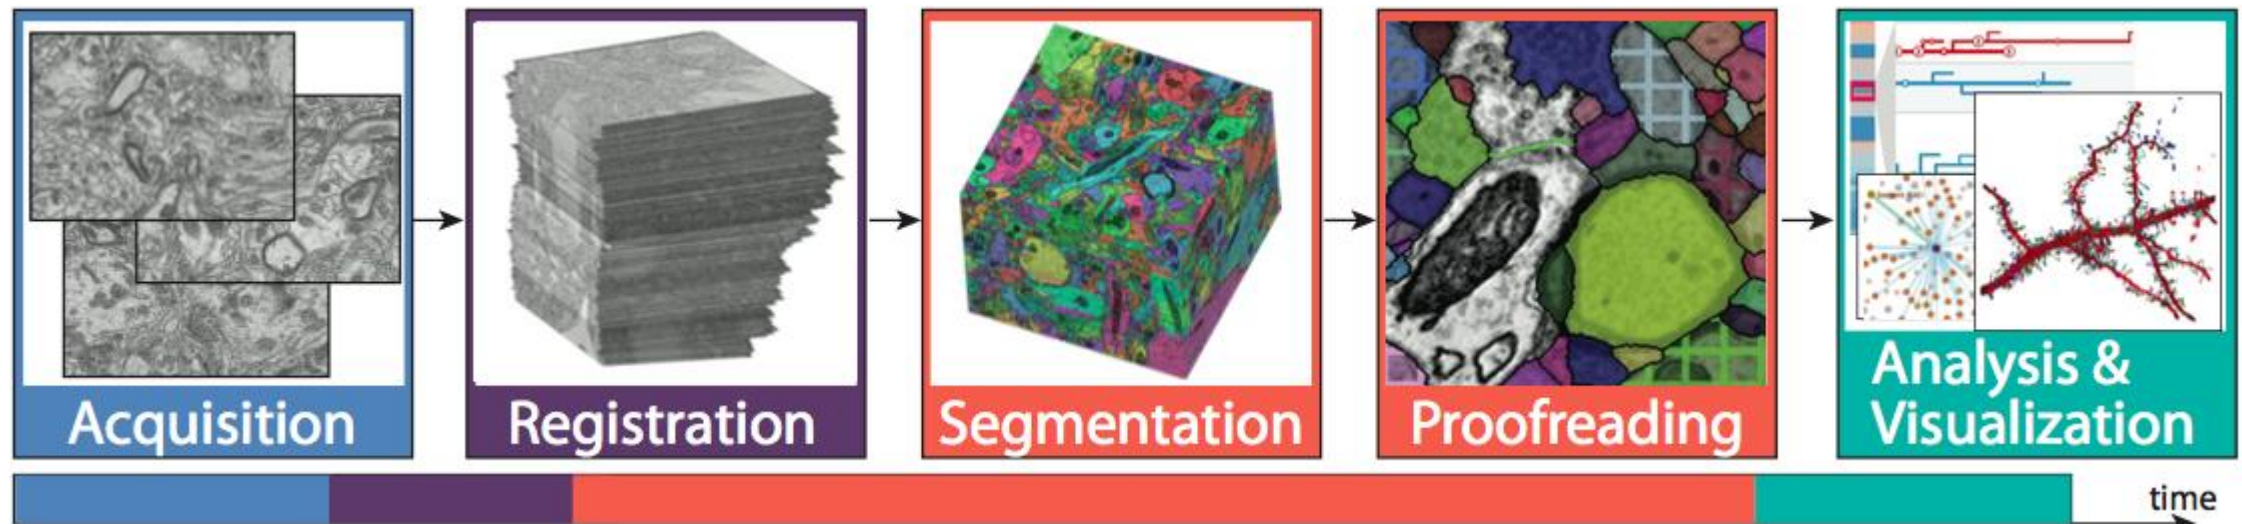 Acquisition
Registration
Segmentation
Proofreading
Analysis &
Visualization
time